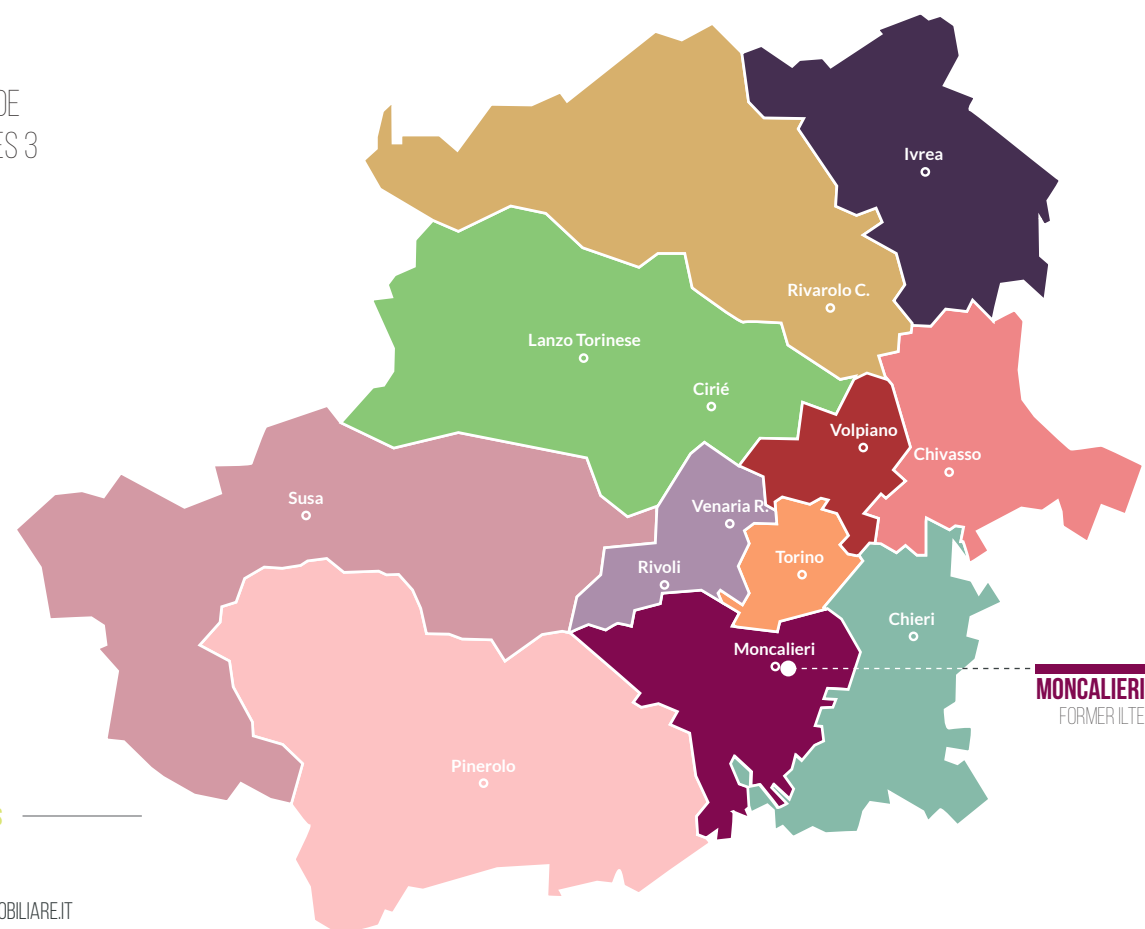 DE
ES 3
Ivrea
Rivarolo C.
Lanzo Torinese
Cirié
Volpiano
Chivasso
Susa
Venaria R.
Torino
Rivoli
Chieri
Moncalieri
MONCALIERI
FORMER ILTE
Pinerolo
S
OBILIARE.IT